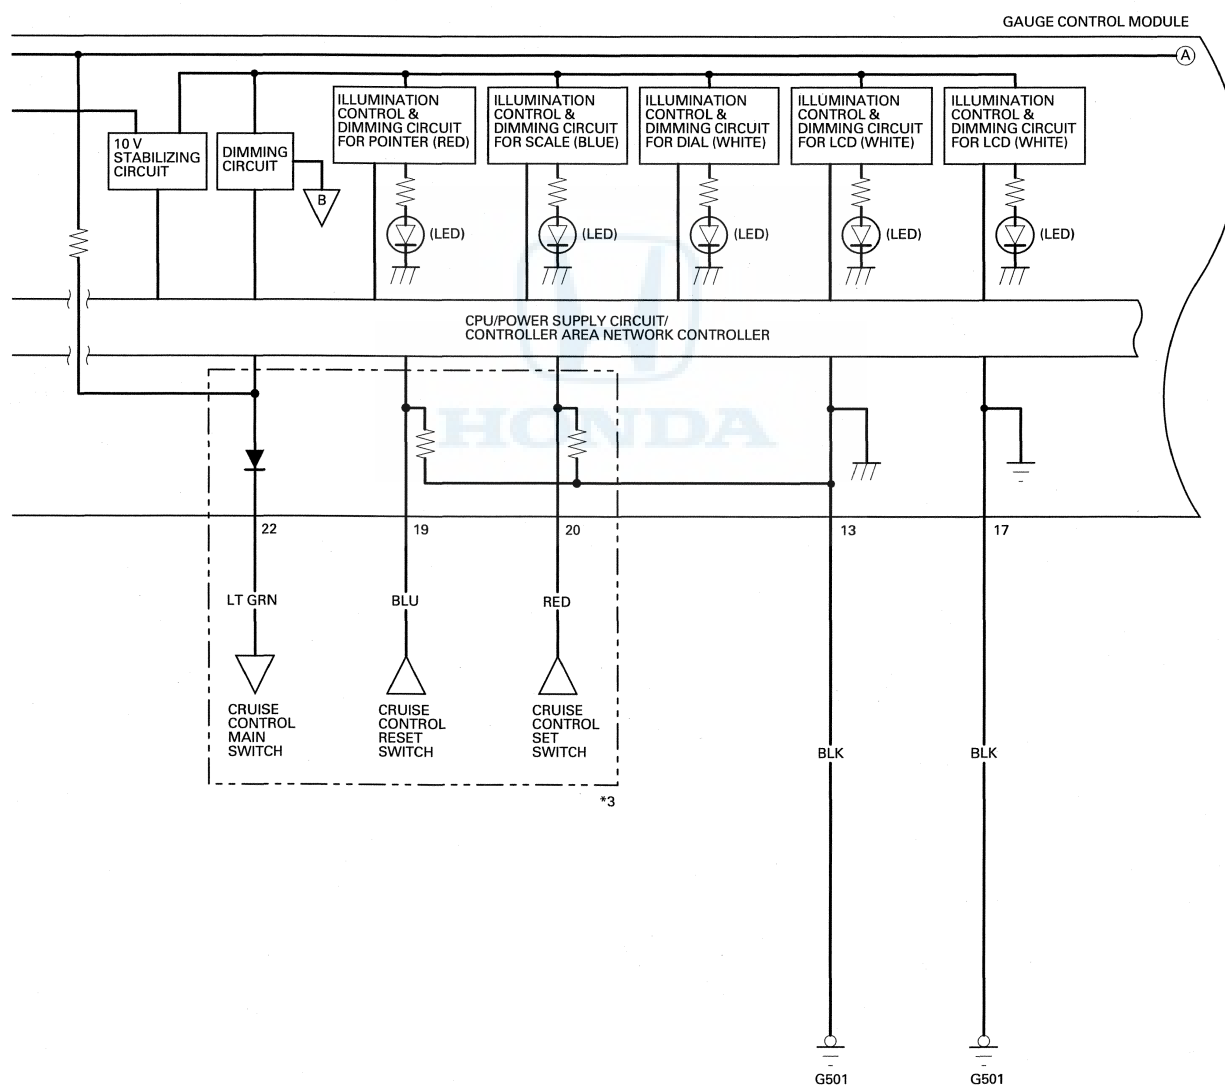 GAUGE CONTROL MODULE
A
ILLUMINATION
CONTROL &
DIMMING CIRCUIT
FOR POINTER (RED)
ILLUMINATION
CONTROL &
DIMMING CIRCUIT
FOR SCALE (BLUE)
ILLUMINATION
CONTROL &
DIMMING CIRCUIT
FOR DIAL (WHITE)
ILLUMINATION
CONTROL &
DIMMING CIRCUIT
FOR LCD (WHITE)
ILLUMINATION
CONTROL &
DIMMING CIRCUIT
FOR LCD (WHITE)
10 V
STABILIZING
CIRCUIT
DIMMING
CIRCUIT
B
(LED)
(LED)
(LED)
(LED)
(LED)
CPU/POWER SUPPLY CIRCUIT/
CONTROLLER AREA NETWORK CONTROLLER
HONDA
22
19
20
13
17
LT GRN
BLU
RED
CRUISE
CONTROL
MAIN
SWITCH
CRUISE
CONTROL
RESET
SWITCH
CRUISE
CONTROL
SET
SWITCH
BLK
BLK
*3
G501
G501